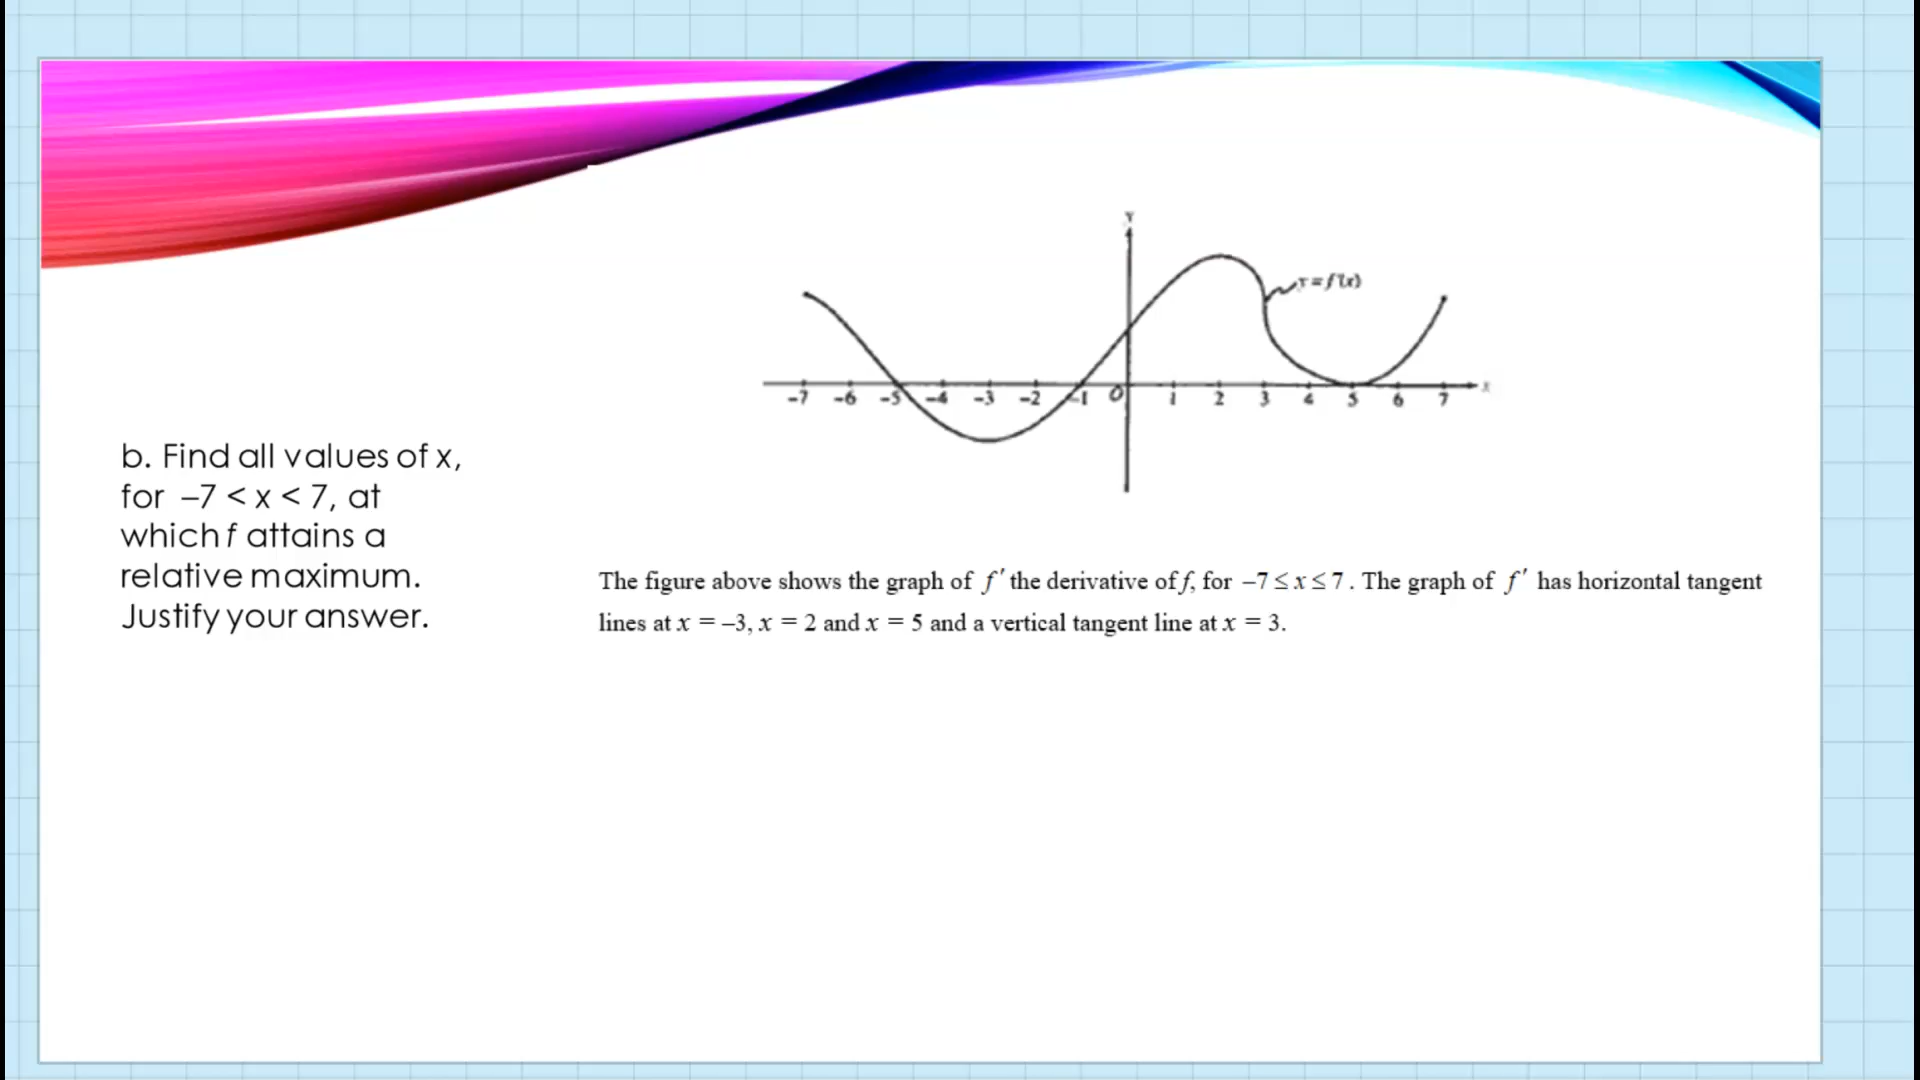 Y
Y = f'(x)
-7 -6 -5 -4 -3 -2 -1 O 1 2 3 4 5 6 7 X
b. Find all values of x,
for –7 < x < 7, at
which f attains a
relative maximum.
Justify your answer.
The figure above shows the graph of f′ the derivative of f, for −7 ≤ x ≤ 7. The graph of f′ has horizontal tangent
lines at x = –3, x = 2 and x = 5 and a vertical tangent line at x = 3.